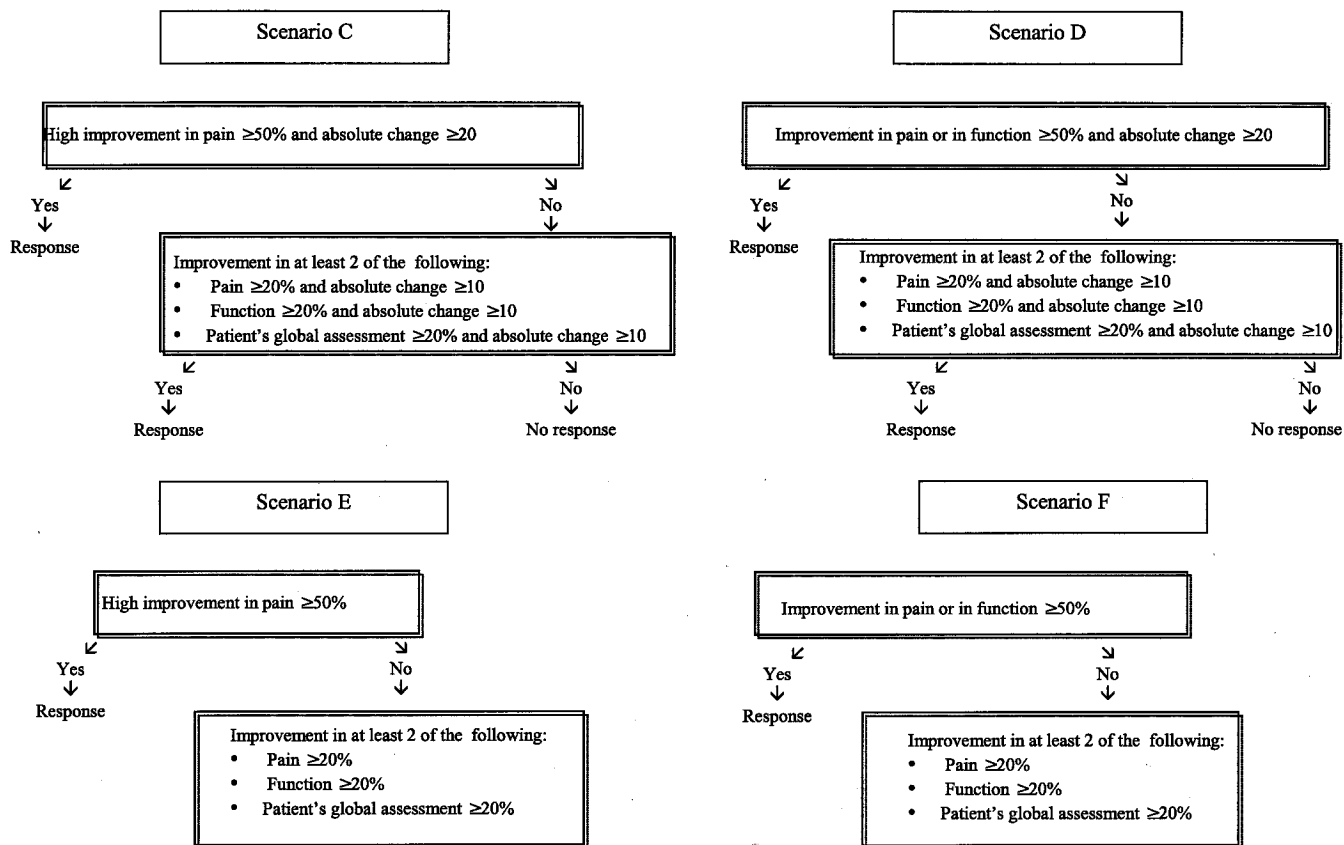 Scenario C
High improvement in pain ≥50% and absolute change ≥20
Yes
No
Response
Improvement in at least 2 of the following:
• Pain ≥20% and absolute change ≥10
• Function ≥20% and absolute change ≥10
• Patient's global assessment ≥20% and absolute change ≥10
Yes
No
Response
No response
Scenario D
Improvement in pain or in function ≥50% and absolute change ≥20
Yes
No
Response
Improvement in at least 2 of the following:
• Pain ≥20% and absolute change ≥10
• Function ≥20% and absolute change ≥10
• Patient's global assessment ≥20% and absolute change ≥10
Yes
No
Response
No response
Scenario E
High improvement in pain ≥50%
Yes
No
Response
Improvement in at least 2 of the following:
• Pain ≥20%
• Function ≥20%
• Patient's global assessment ≥20%
Scenario F
Improvement in pain or in function ≥50%
Yes
No
Response
Improvement in at least 2 of the following:
• Pain ≥20%
• Function ≥20%
• Patient's global assessment ≥20%